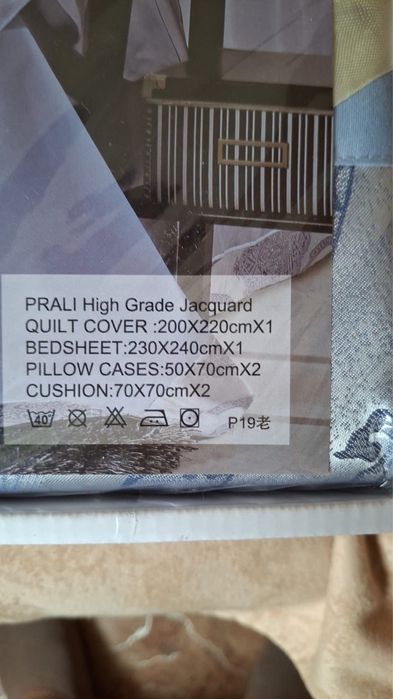 PRALI High Grade Jacquard
QUILT COVER :200X220cmX1
BEDSHEET:230X240cmX1
PILLOW CASES:50X70cmX2
CUSHION:70X70cmX2
40° P19老